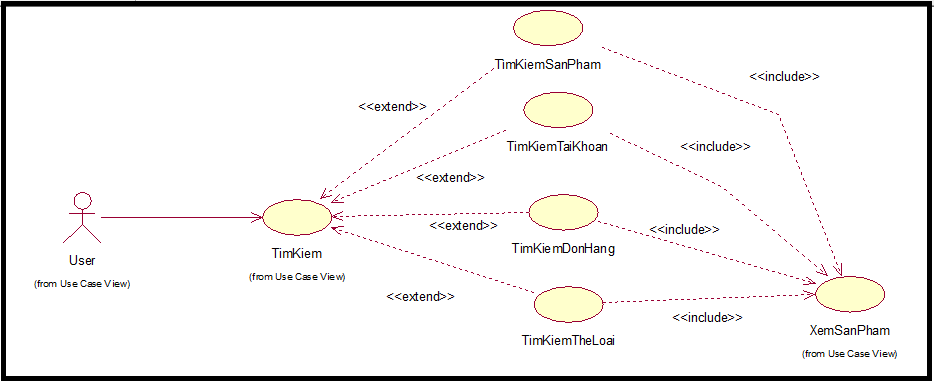 TimKiemSanPham
<<include>>
<<extend>>
TimKiemTaiKhoan
<<include>>
<<extend>>
<<extend>>
<<include>>
TimKiemDonHang
TimKiem
(from Use Case View)
User
(from Use Case View)
<<extend>>
<<include>>
TimKiemTheLoai
XemSanPham
(from Use Case View)